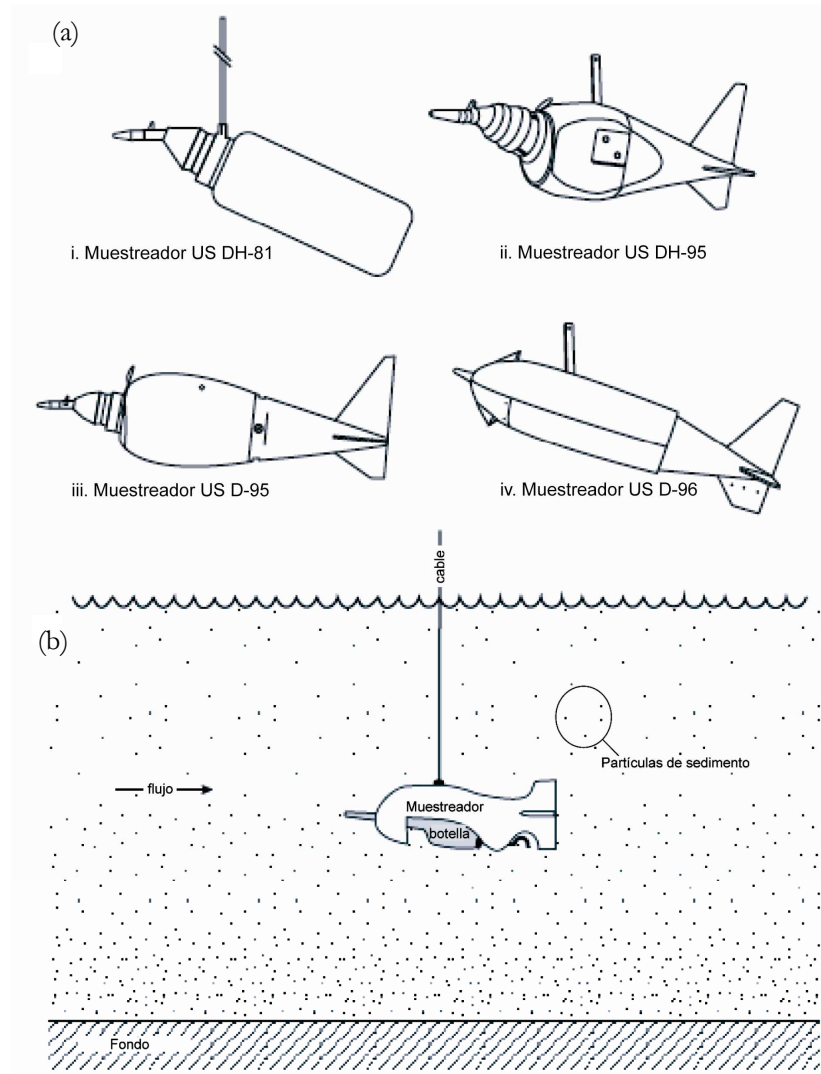 (a)
i. Muestreador US DH-81
ii. Muestreador US DH-95
iii. Muestreador US D-95
iv. Muestreador US D-96
cable
(b)
Partículas de sedimento
flujo
Muestreador
botella
Fondo